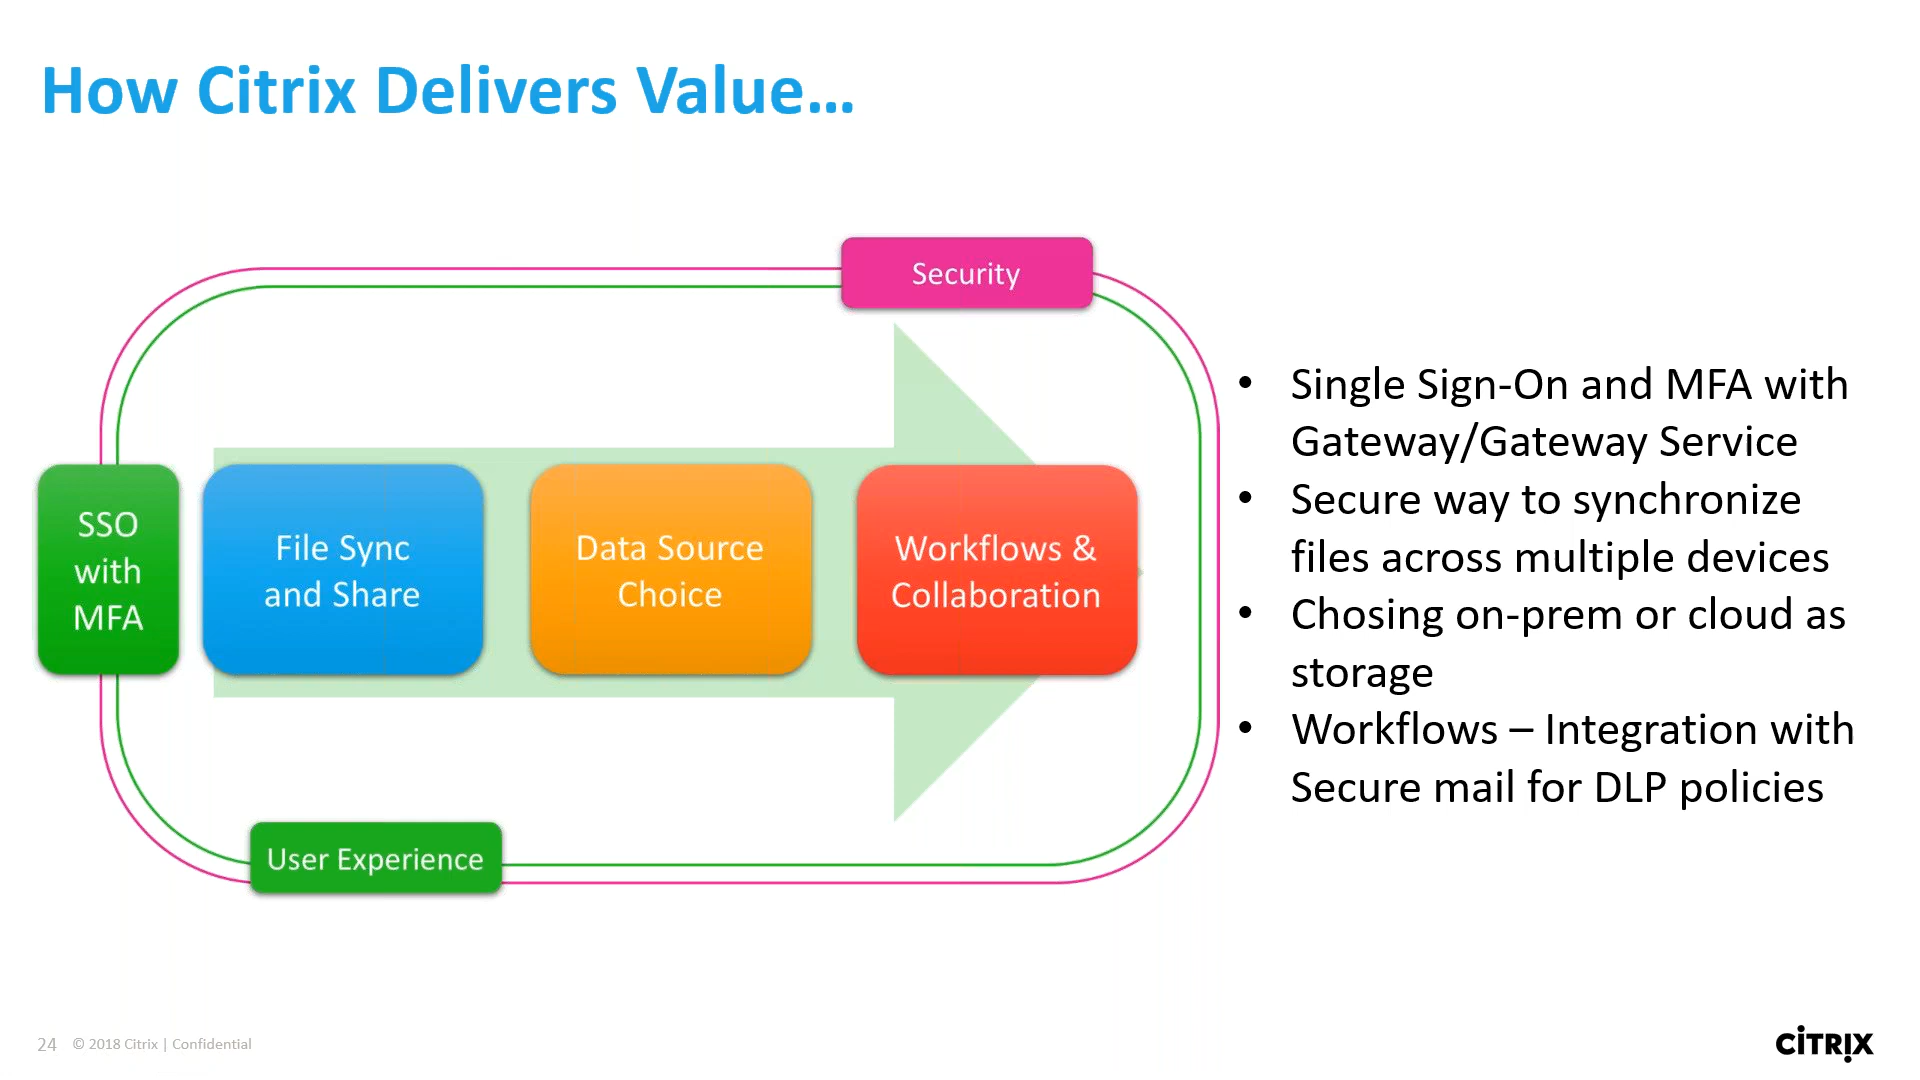 How Citrix Delivers Value...
Security
SSO
with
MFA
File Sync
and Share
Data Source
Choice
Workflows &
Collaboration
User Experience
• Single Sign-On and MFA with
Gateway/Gateway Service
• Secure way to synchronize
files across multiple devices
• Chosing on-prem or cloud as
storage
• Workflows – Integration with
Secure mail for DLP policies
24 © 2018 Citrix | Confidential
CITRIX